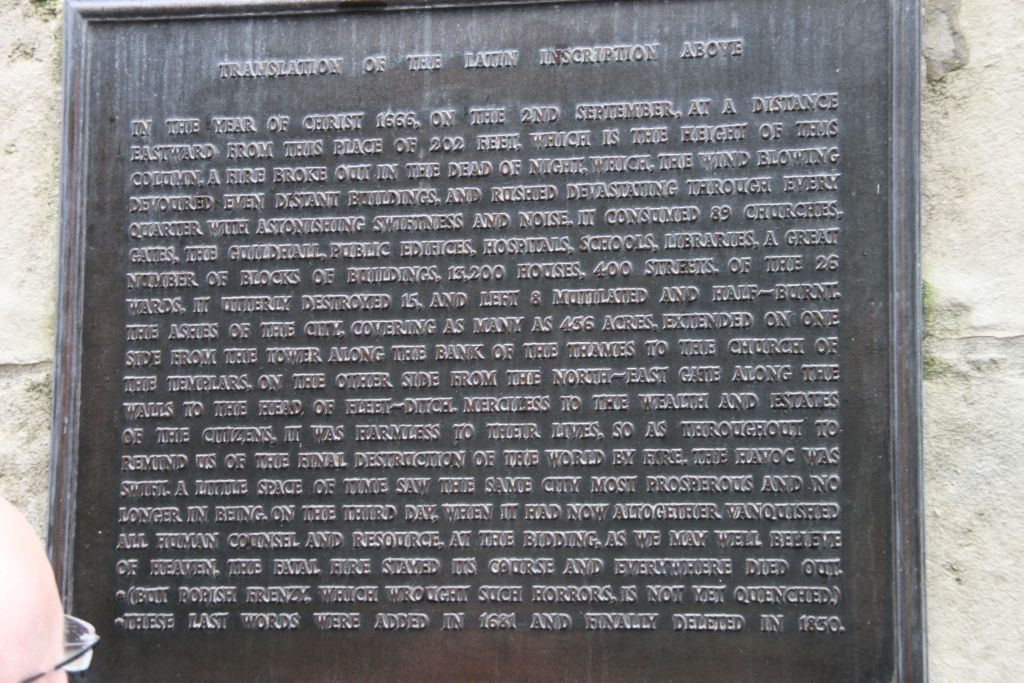 TRANSLATION OF THE LATIN INSCRIPTION ABOVE
IN THE YEAR OF CHRIST 1666, ON THE 2ND SEPTEMBER, AT A DISTANCE
EASTWARD FROM THIS PLACE OF 202 FEET, WHICH IS THE HEIGHT OF THIS
COLUMN, A FIRE BROKE OUT IN THE DEAD OF NIGHT, WHICH, THE WIND BLOWING
DEVOURED EVEN DISTANT BUILDINGS, AND RUSHED DEVASTATING THROUGH EVERY
QUARTER WITH ASTONISHING SWIFTNESS AND NOISE. IT CONSUMED 89 CHURCHES,
GATES, THE GUILDHALL, PUBLIC EDIFICES, HOSPITALS, SCHOOLS, LIBRARIES, A GREAT
NUMBER OF BLOCKS OF BUILDINGS, 13,200 HOUSES, 400 STREETS. OF THE 26
WARDS, IT UTTERLY DESTROYED 15, AND LEFT 8 MUTILATED AND HALF-BURNT.
THE ASHES OF THE CITY, COVERING AS MANY AS 436 ACRES, EXTENDED ON ONE
SIDE FROM THE TOWER ALONG THE BANK OF THE THAMES TO THE CHURCH OF
THE TEMPLARS, ON THE OTHER SIDE FROM THE NORTH-EAST GATE ALONG THE
WALLS TO THE HEAD OF FLEET-DITCH. MERCILESS TO THE WEALTH AND ESTATES
OF THE CITIZENS, IT WAS HARMLESS TO THEIR LIVES, SO AS THROUGHOUT TO
REMIND US OF THE FINAL DESTRUCTION OF THE WORLD BY FIRE. THE HAVOC WAS
SWIFT. A LITTLE SPACE OF TIME SAW THE SAME CITY MOST PROSPEROUS AND NO
LONGER IN BEING. ON THE THIRD DAY, WHEN IT HAD NOW ALTOGETHER VANQUISHED
ALL HUMAN COUNSEL AND RESOURCE, AT THE BIDDING, AS WE MAY WELL BELIEVE
OF HEAVEN, THE FATAL FIRE STAYED ITS COURSE AND EVERYWHERE DIED OUT.
*(BUT POPISH FRENZY, WHICH WROUGHT SUCH HORRORS, IS NOT YET QUENCHED.)
*THESE LAST WORDS WERE ADDED IN 1681 AND FINALLY DELETED IN 1830.